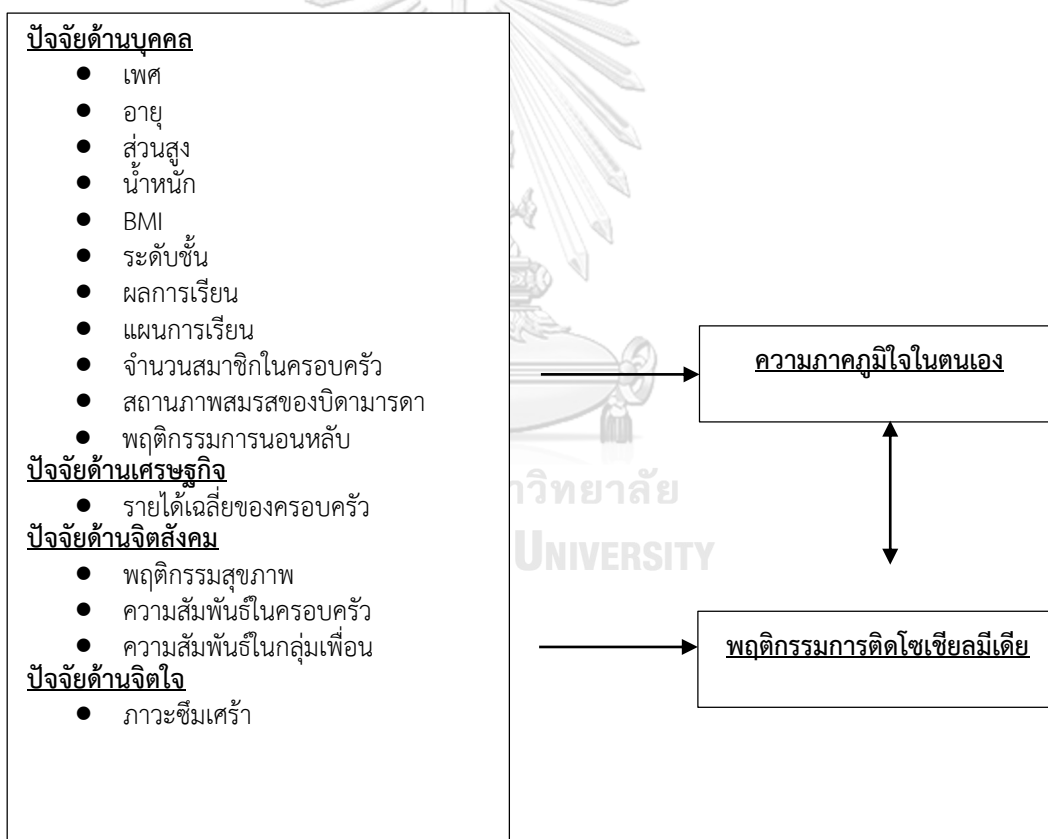 ปัจจัยด้านบุคคล
● เพศ
● อายุ
● ส่วนสูง
● น้ำหนัก
● BMI
● ระดับชั้น
● ผลการเรียน
● แผนการเรียน
● จำนวนสมาชิกในครอบครัว
● สถานภาพสมรสของบิดามารดา
● พฤติกรรมการนอนหลับ
ปัจจัยด้านเศรษฐกิจ
● รายได้เฉลี่ยของครอบครัว
ปัจจัยด้านจิตสังคม
● พฤติกรรมสุขภาพ
● ความสัมพันธ์ในครอบครัว
● ความสัมพันธ์ในกลุ่มเพื่อน
ปัจจัยด้านจิตใจ
● ภาวะซึมเศร้า
ความภาคภูมิใจในตนเอง
พฤติกรรมการติดโซเชียลมีเดีย
วิทยาลัย
UNIVERSITY